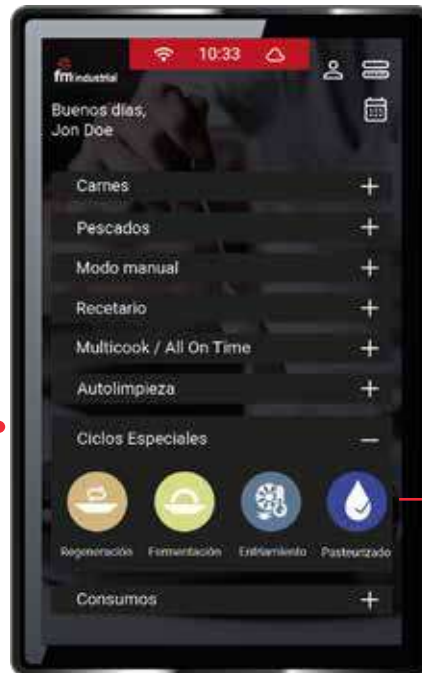 10:33
fm industrial
Buenos días,
Jon Doe
Carnes
Pescados
Modo manual
Recetario
Multicook / All On Time
Autolimpieza
Ciclos Especiales
Regeneración Fermentación Enfriamiento Pasteurizado
Consumos